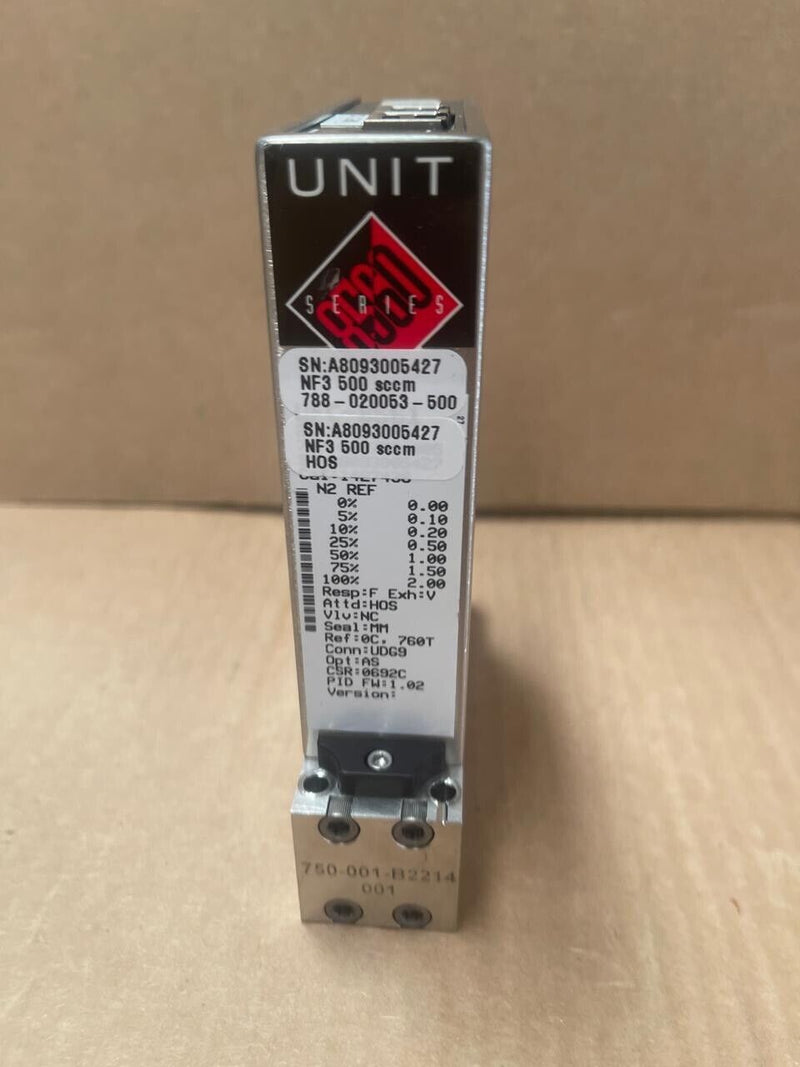 UNIT
8560
SERIES
SN:A8093005427
NF3 500 sccm
788-020053-500
SN:A8093005427
NF3 500 sccm
HOS
N2 REF
0% 0.00
5% 0.10
10% 0.20
25% 0.50
50% 1.00
75% 1.50
100% 2.00
Resp:F Exh:V
Attd:HOS
Vlv:NC
Seal:MM
Ref:0C, 760T
Conn:UDG9
Opt:AS
CSR:0692C
PID FW:1.02
Version:
750-001-B2214
001